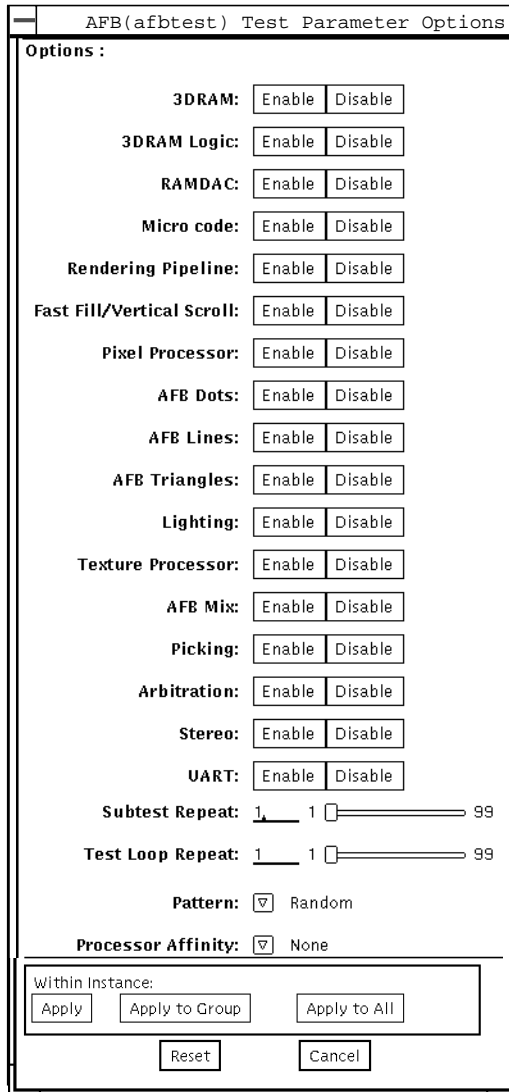 AFB(afbtest) Test Parameter Options
Options :
3DRAM: Enable Disable
3DRAM Logic: Enable Disable
RAMDAC: Enable Disable
Micro code: Enable Disable
Rendering Pipeline: Enable Disable
Fast Fill/Vertical Scroll: Enable Disable
Pixel Processor: Enable Disable
AFB Dots: Enable Disable
AFB Lines: Enable Disable
AFB Triangles: Enable Disable
Lighting: Enable Disable
Texture Processor: Enable Disable
AFB Mix: Enable Disable
Picking: Enable Disable
Arbitration: Enable Disable
Stereo: Enable Disable
UART: Enable Disable
Subtest Repeat: 1 1 99
Test Loop Repeat: 1 1 99
Pattern: Random
Processor Affinity: None
Within Instance:
Apply Apply to Group Apply to All
Reset Cancel